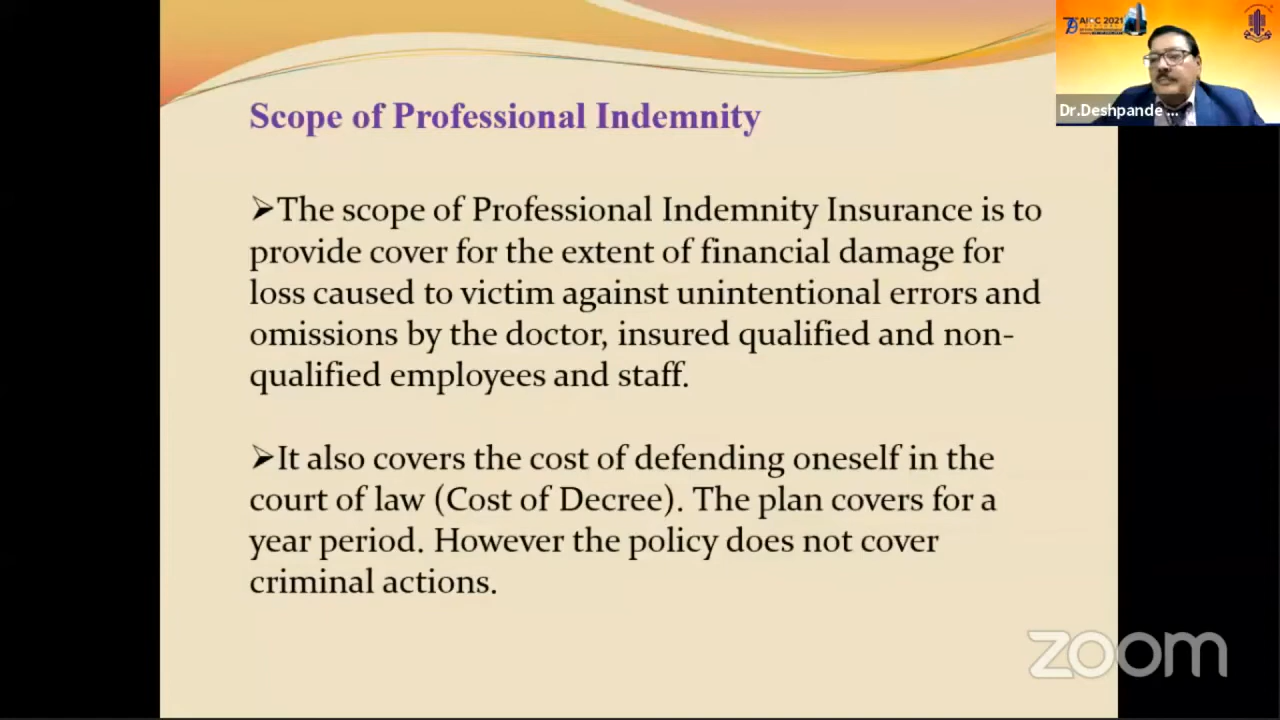 AIOC 2021
Dr.Deshpande ...
Scope of Professional Indemnity
➢The scope of Professional Indemnity Insurance is to
provide cover for the extent of financial damage for
loss caused to victim against unintentional errors and
omissions by the doctor, insured qualified and non-
qualified employees and staff.
➢It also covers the cost of defending oneself in the
court of law (Cost of Decree). The plan covers for a
year period. However the policy does not cover
criminal actions.
zoom